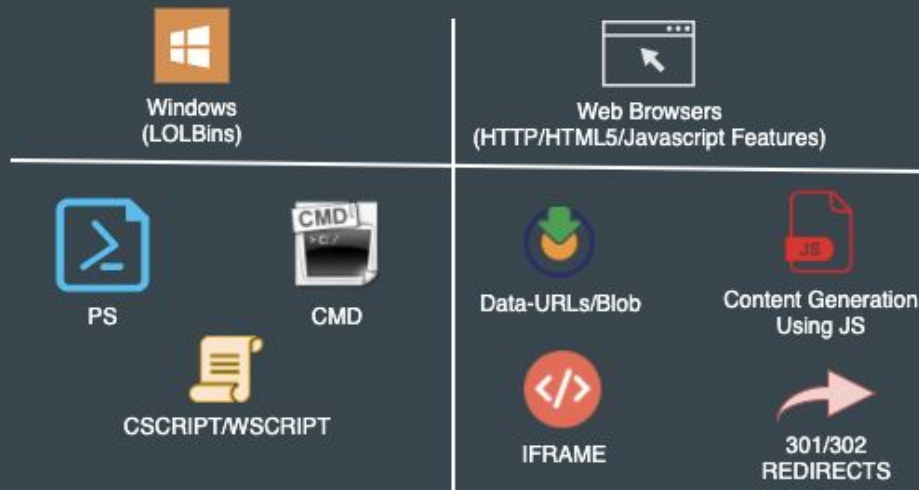 Windows
(LOLBins)
Web Browsers
(HTTP/HTML5/Javascript Features)
PS
CMD
>C:/
CMD
CSCRIPT/WSCRIPT
Data-URLs/Blob
JS
Content Generation
Using JS
</>
IFRAME
301/302
REDIRECTS